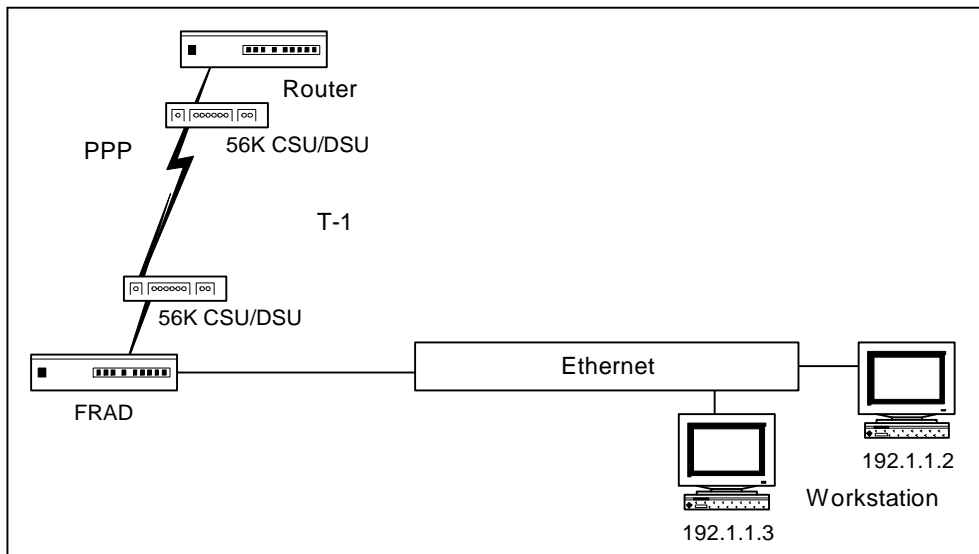 Router
56K CSU/DSU
PPP
T-1
56K CSU/DSU
Ethernet
FRAD
192.1.1.2
Workstation
192.1.1.3